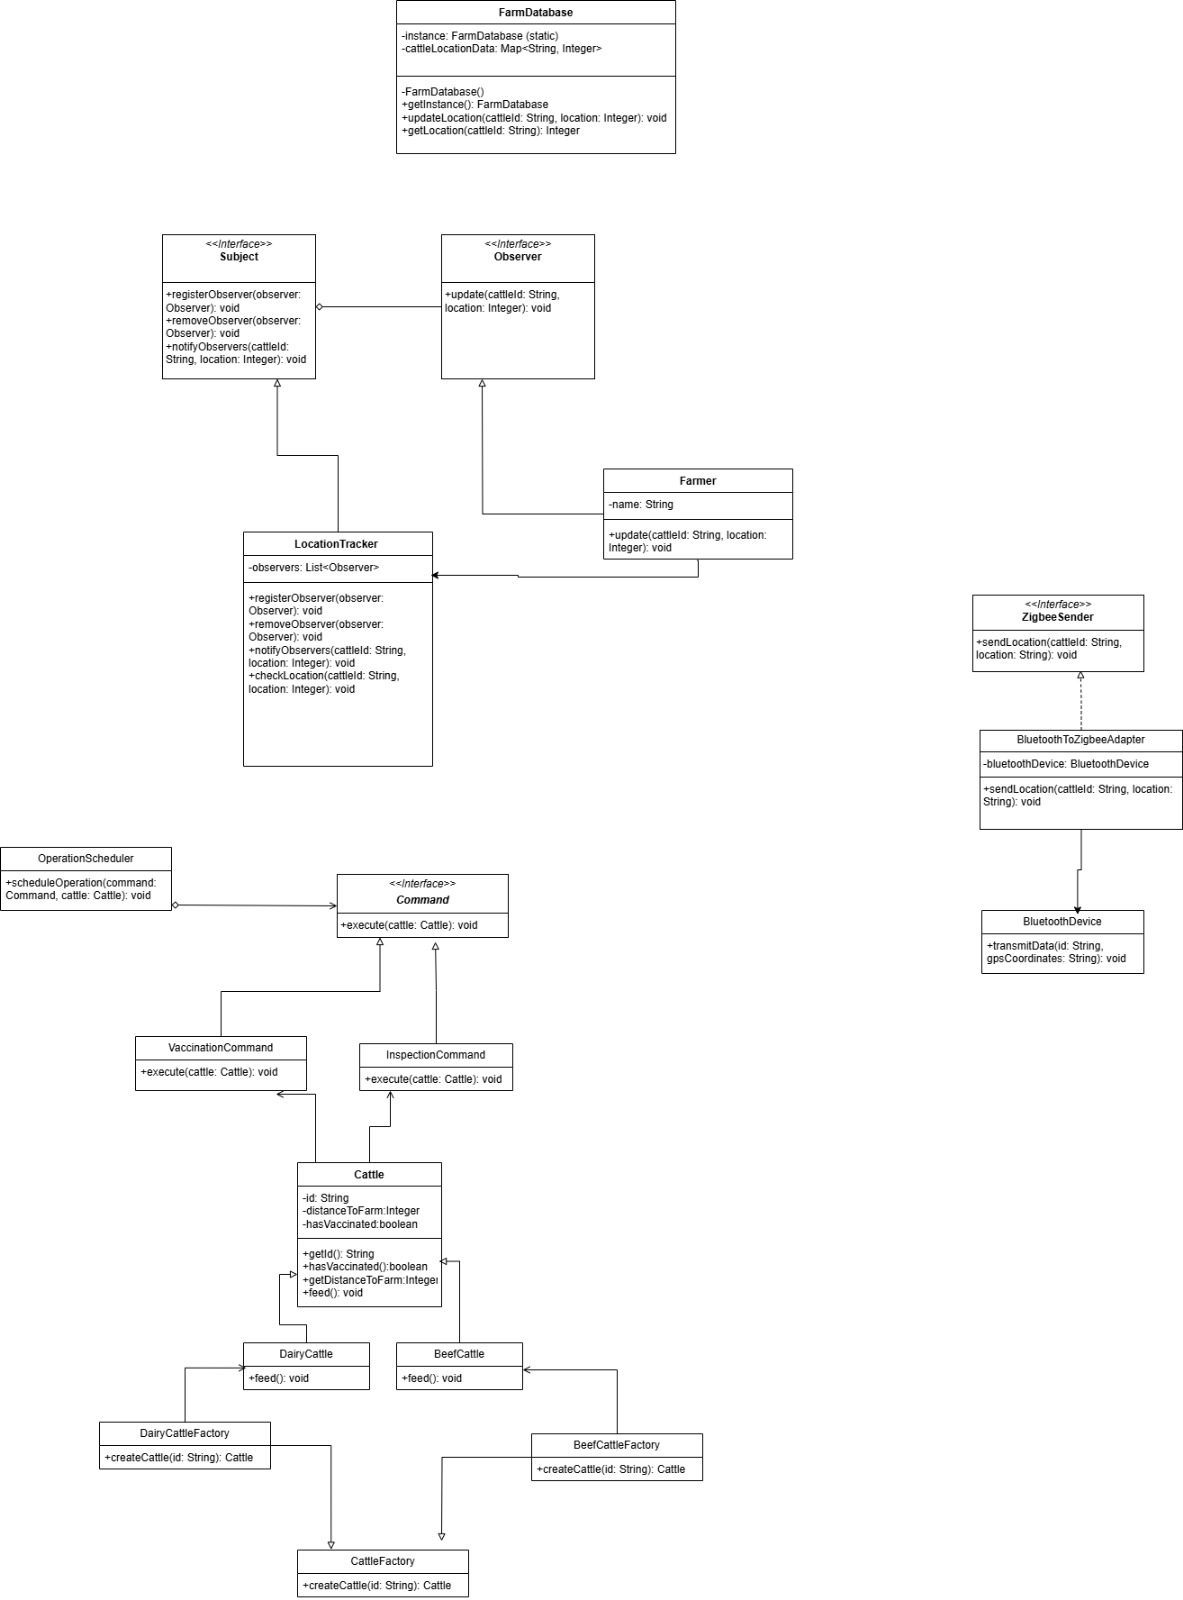 FarmDatabase
-instance: FarmDatabase (static)
-cattleLocationData: Map<String, Integer>
-FarmDatabase()
+getInstance(): FarmDatabase
+updateLocation(cattleId: String, location: Integer): void
+getLocation(cattleId: String): Integer
<<Interface>>
Subject
+registerObserver(observer:
Observer): void
+removeObserver(observer:
Observer): void
+notifyObservers(cattleId:
String, location: Integer): void
<<Interface>>
Observer
+update(cattleId: String,
location: Integer): void
Farmer
-name: String
+update(cattleId: String, location:
Integer): void
LocationTracker
-observers: List<Observer>
+registerObserver(observer:
Observer): void
+removeObserver(observer:
Observer): void
+notifyObservers(cattleId: String,
location: Integer): void
+checkLocation(cattleId: String,
location: Integer): void
<<Interface>>
ZigbeeSender
+sendLocation(cattleId: String,
location: String): void
BluetoothToZigbeeAdapter
-bluetoothDevice: BluetoothDevice
+sendLocation(cattleId: String, location:
String): void
BluetoothDevice
+transmitData(id: String,
gpsCoordinates: String): void
OperationScheduler
+scheduleOperation(command:
Command, cattle: Cattle): void
<<Interface>>
Command
+execute(cattle: Cattle): void
VaccinationCommand
+execute(cattle: Cattle): void
InspectionCommand
+execute(cattle: Cattle): void
Cattle
-id: String
-distanceToFarm:Integer
-hasVaccinated:boolean
+getId(): String
+hasVaccinated():boolean
+getDistanceToFarm:Integer
+feed(): void
DairyCattle
+feed(): void
BeefCattle
+feed(): void
DairyCattleFactory
+createCattle(id: String): Cattle
BeefCattleFactory
+createCattle(id: String): Cattle
CattleFactory
+createCattle(id: String): Cattle